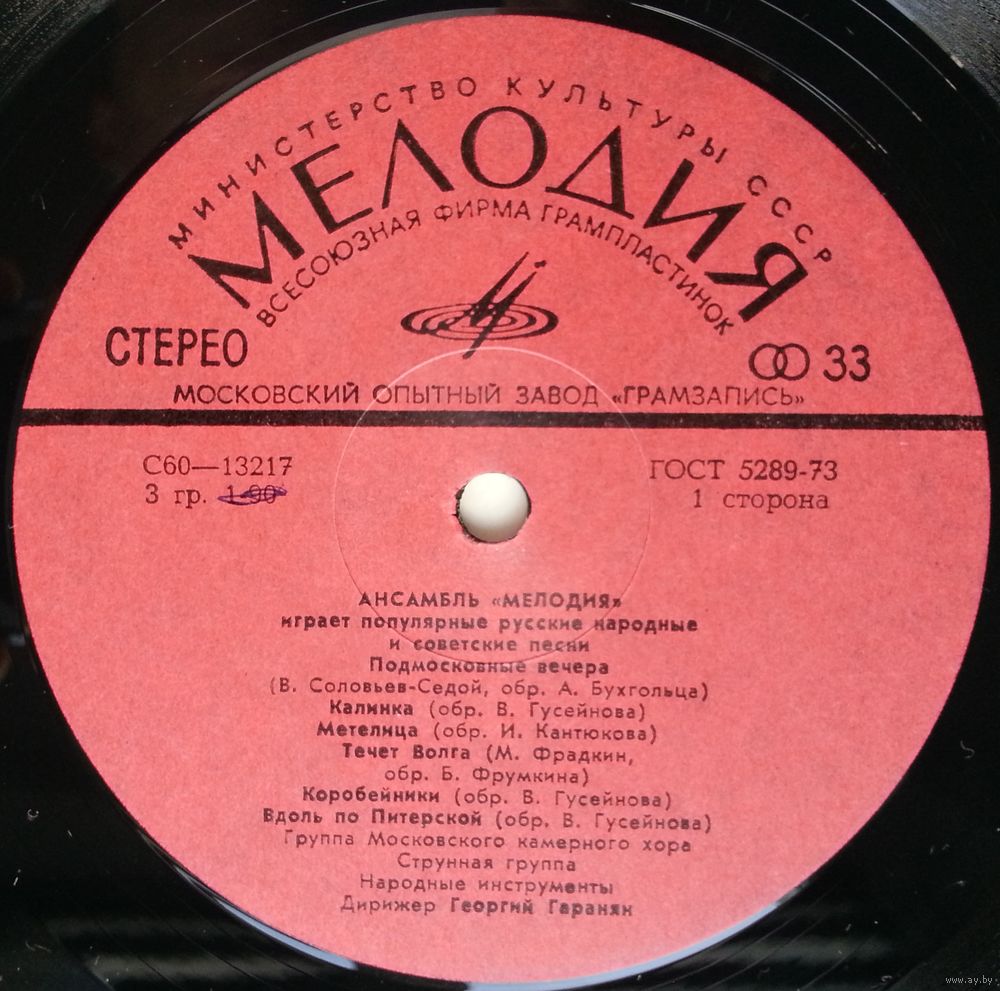 МИНИСТЕРСТВО КУЛЬТУРЫ СССР
МЕЛОДИЯ
ВСЕСОЮЗНАЯ ФИРМА ГРАМПЛАСТИНОК
СТЕРЕО 33
МОСКОВСКИЙ ОПЫТНЫЙ ЗАВОД «ГРАМЗАПИСЬ»
С60—13217 ГОСТ 5289-73
3 гр. 1-90 1 сторона
АНСАМБЛЬ «МЕЛОДИЯ»
играет популярные русские народные
и советские песни
Подмосковные вечера
(В. Соловьев-Седой, обр. А. Бухгольца)
Калинка (обр. В. Гусейнова)
Метелица (обр. И. Кантюкова)
Течет Волга (М. Фрадкин,
обр. Б. Фрумкина)
Коробейники (обр. В. Гусейнова)
Вдоль по Питерской (обр. В. Гусейнова)
Группа Московского камерного хора
Струнная группа
Народные инструменты
Дирижер Георгий Гаранян
www.ay.by